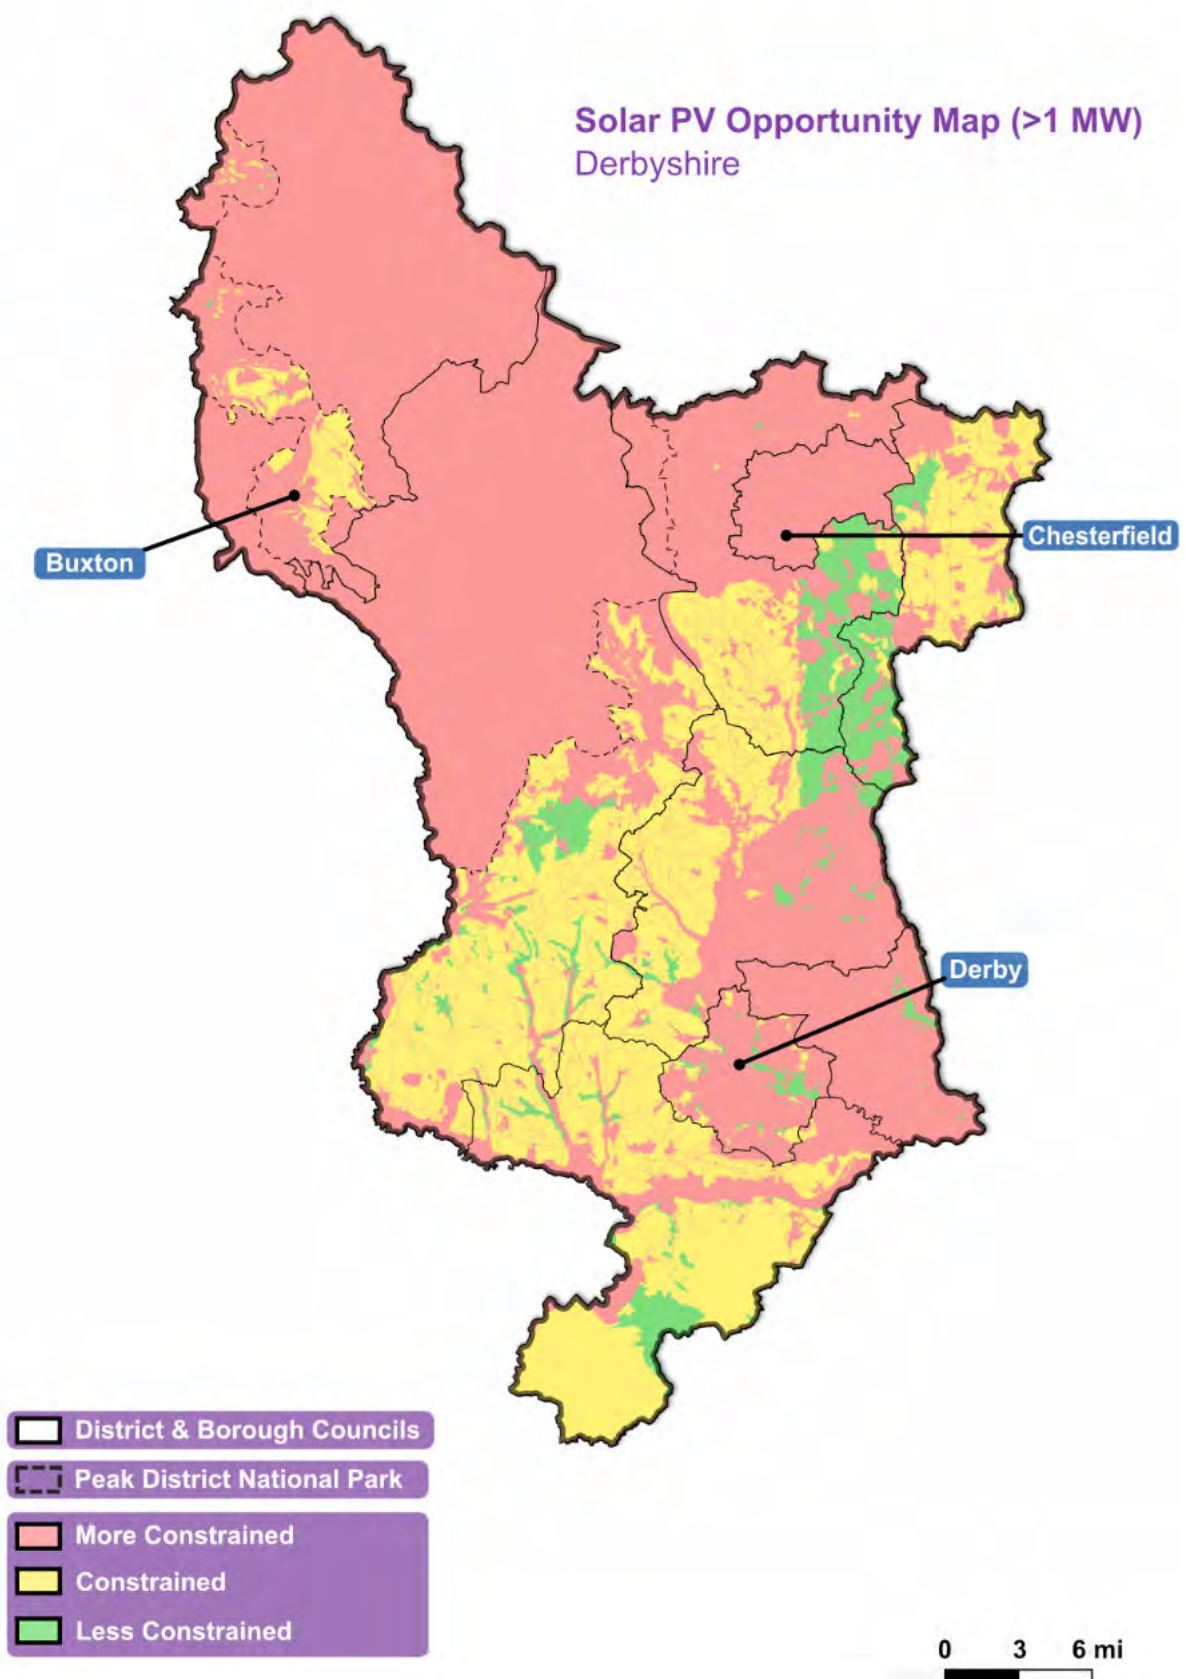 Solar PV Opportunity Map (>1 MW)
Derbyshire
Buxton
Chesterfield
Derby
District & Borough Councils
Peak District National Park
More Constrained
Constrained
Less Constrained
0 3 6 mi